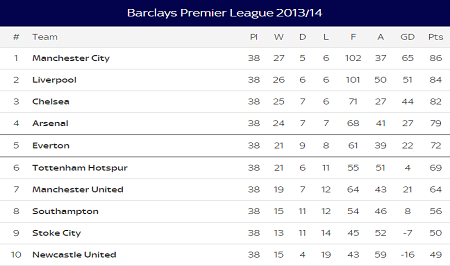 Barclays Premier League 2013/14
# Team Pl W D L F A GD Pts
1 Manchester City 38 27 5 6 102 37 65 86
2 Liverpool 38 26 6 6 101 50 51 84
3 Chelsea 38 25 7 6 71 27 44 82
4 Arsenal 38 24 7 7 68 41 27 79
5 Everton 38 21 9 8 61 39 22 72
6 Tottenham Hotspur 38 21 6 11 55 51 4 69
7 Manchester United 38 19 7 12 64 43 21 64
8 Southampton 38 15 11 12 54 46 8 56
9 Stoke City 38 13 11 14 45 52 -7 50
10 Newcastle United 38 15 4 19 43 59 -16 49